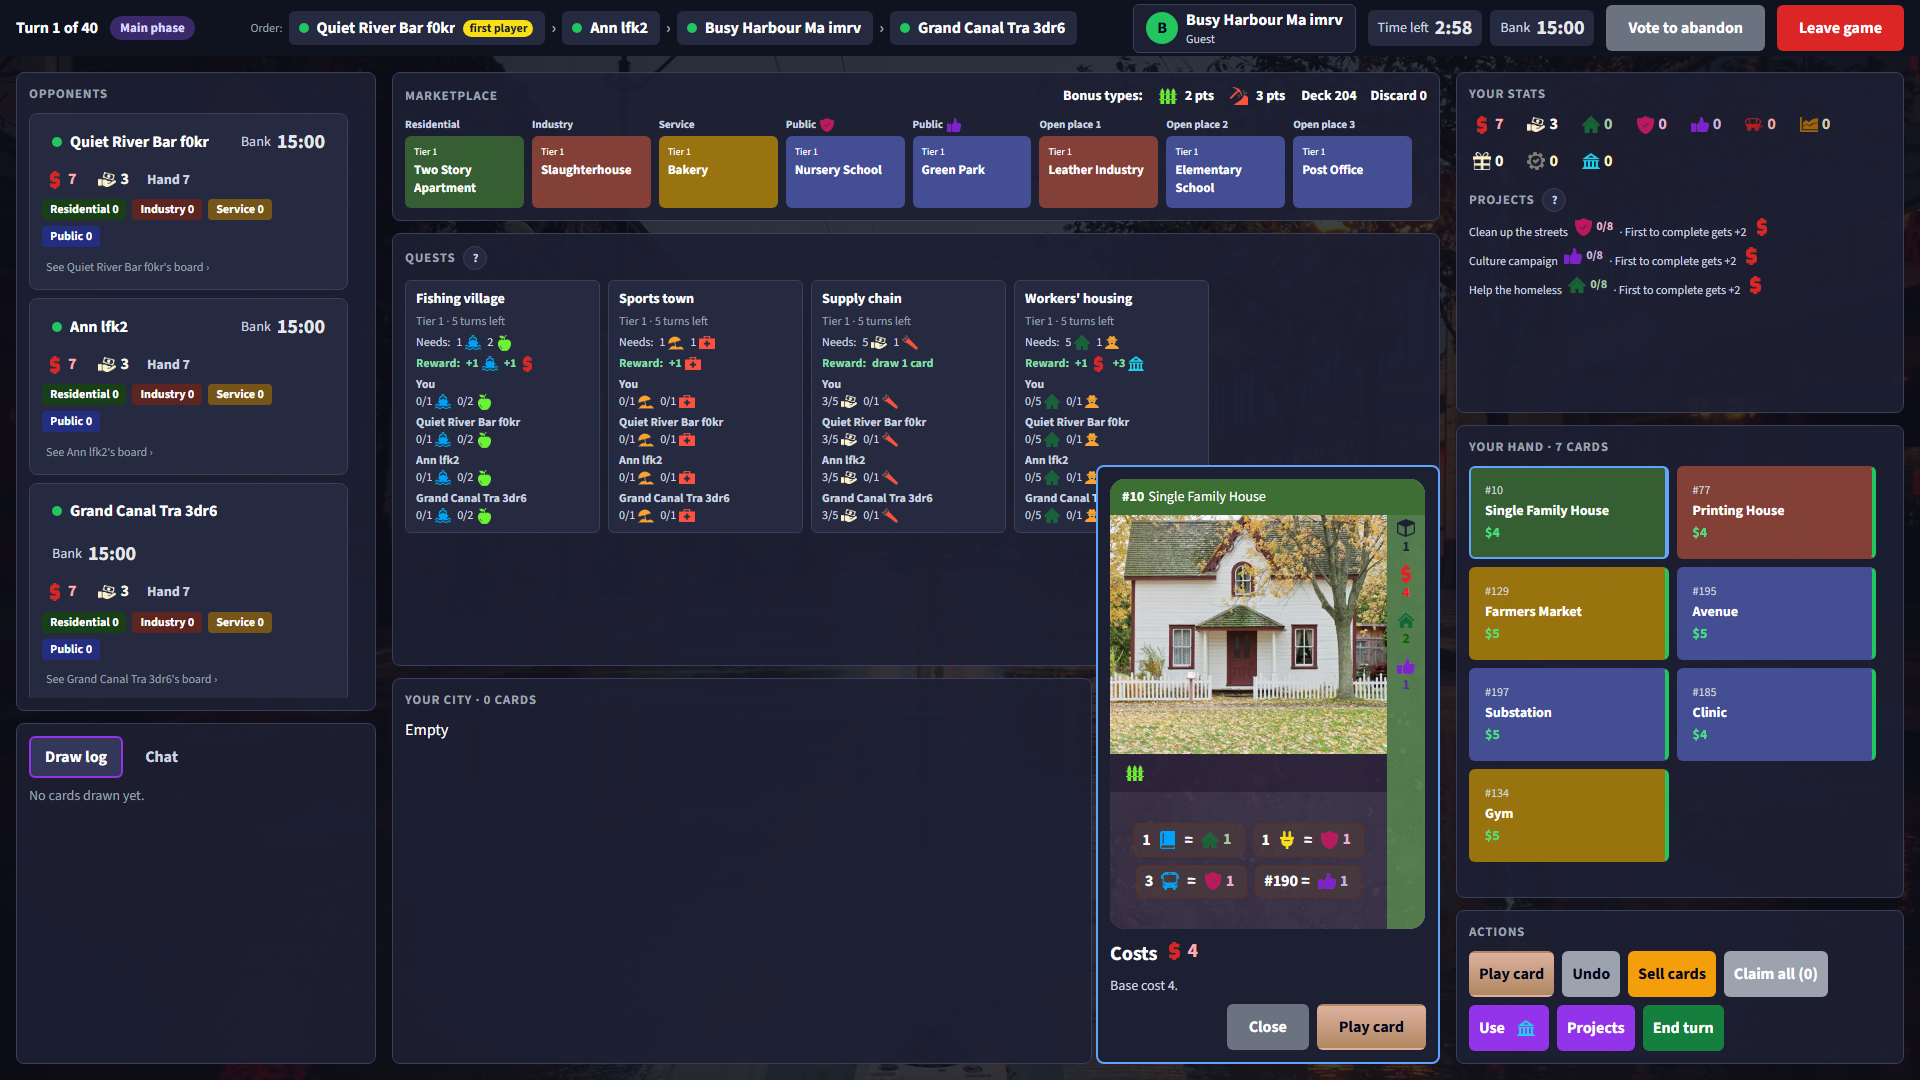 Turn 1 of 40
Main phase
Order:
Quiet River Bar f0kr
first player
›
Ann lfk2
›
Busy Harbour Ma imrv
›
Grand Canal Tra 3dr6
B
Busy Harbour Ma imrv
Guest
Time left 2:58
Bank 15:00
Vote to abandon
Leave game
OPPONENTS
Quiet River Bar f0kr
Bank 15:00
7 3 Hand 7
Residential 0 Industry 0 Service 0
Public 0
See Quiet River Bar f0kr's board ›
Ann lfk2
Bank 15:00
7 3 Hand 7
Residential 0 Industry 0 Service 0
Public 0
See Ann lfk2's board ›
Grand Canal Tra 3dr6
Bank 15:00
7 3 Hand 7
Residential 0 Industry 0 Service 0
Public 0
See Grand Canal Tra 3dr6's board ›
Draw log
Chat
No cards drawn yet.
MARKETPLACE
Bonus types: 2 pts 3 pts Deck 204 Discard 0
Residential
Tier 1
Two Story
Apartment
Industry
Tier 1
Slaughterhouse
Service
Tier 1
Bakery
Public
Tier 1
Nursery School
Public
Tier 1
Green Park
Open place 1
Tier 1
Leather Industry
Open place 2
Tier 1
Elementary
School
Open place 3
Tier 1
Post Office
QUESTS ?
Fishing village
Tier 1 · 5 turns left
Needs: 1 2
Reward: +1 +1
You
0/1 0/2
Quiet River Bar f0kr
0/1 0/2
Ann lfk2
0/1 0/2
Grand Canal Tra 3dr6
0/1 0/2
Sports town
Tier 1 · 5 turns left
Needs: 1 1
Reward: +1
You
0/1 0/1
Quiet River Bar f0kr
0/1 0/1
Ann lfk2
0/1 0/1
Grand Canal Tra 3dr6
0/1 0/1
Supply chain
Tier 1 · 5 turns left
Needs: 5 1
Reward: draw 1 card
You
3/5 0/1
Quiet River Bar f0kr
3/5 0/1
Ann lfk2
3/5 0/1
Grand Canal Tra 3dr6
3/5 0/1
Workers' housing
Tier 1 · 5 turns left
Needs: 5 1
Reward: +1 +3
You
0/5 0/1
Quiet River Bar f0kr
0/5 0/1
Ann lfk2
0/5 0/1
Grand Canal T
0/5 0/1
YOUR CITY · 0 CARDS
Empty
#10 Single Family House
1
4
2
1
1 = 1
1 = 1
3 = 1
#190 = 1
Costs 4
Base cost 4.
Close
Play card
YOUR STATS
7 3 0 0 0 0 0
0 0 0
PROJECTS ?
Clean up the streets 0/8 · First to complete gets +2
Culture campaign 0/8 · First to complete gets +2
Help the homeless 0/8 · First to complete gets +2
YOUR HAND · 7 CARDS
#10
Single Family House
$4
#77
Printing House
$4
#129
Farmers Market
$5
#195
Avenue
$5
#197
Substation
$5
#185
Clinic
$4
#134
Gym
$5
ACTIONS
Play card
Undo
Sell cards
Claim all (0)
Use
Projects
End turn